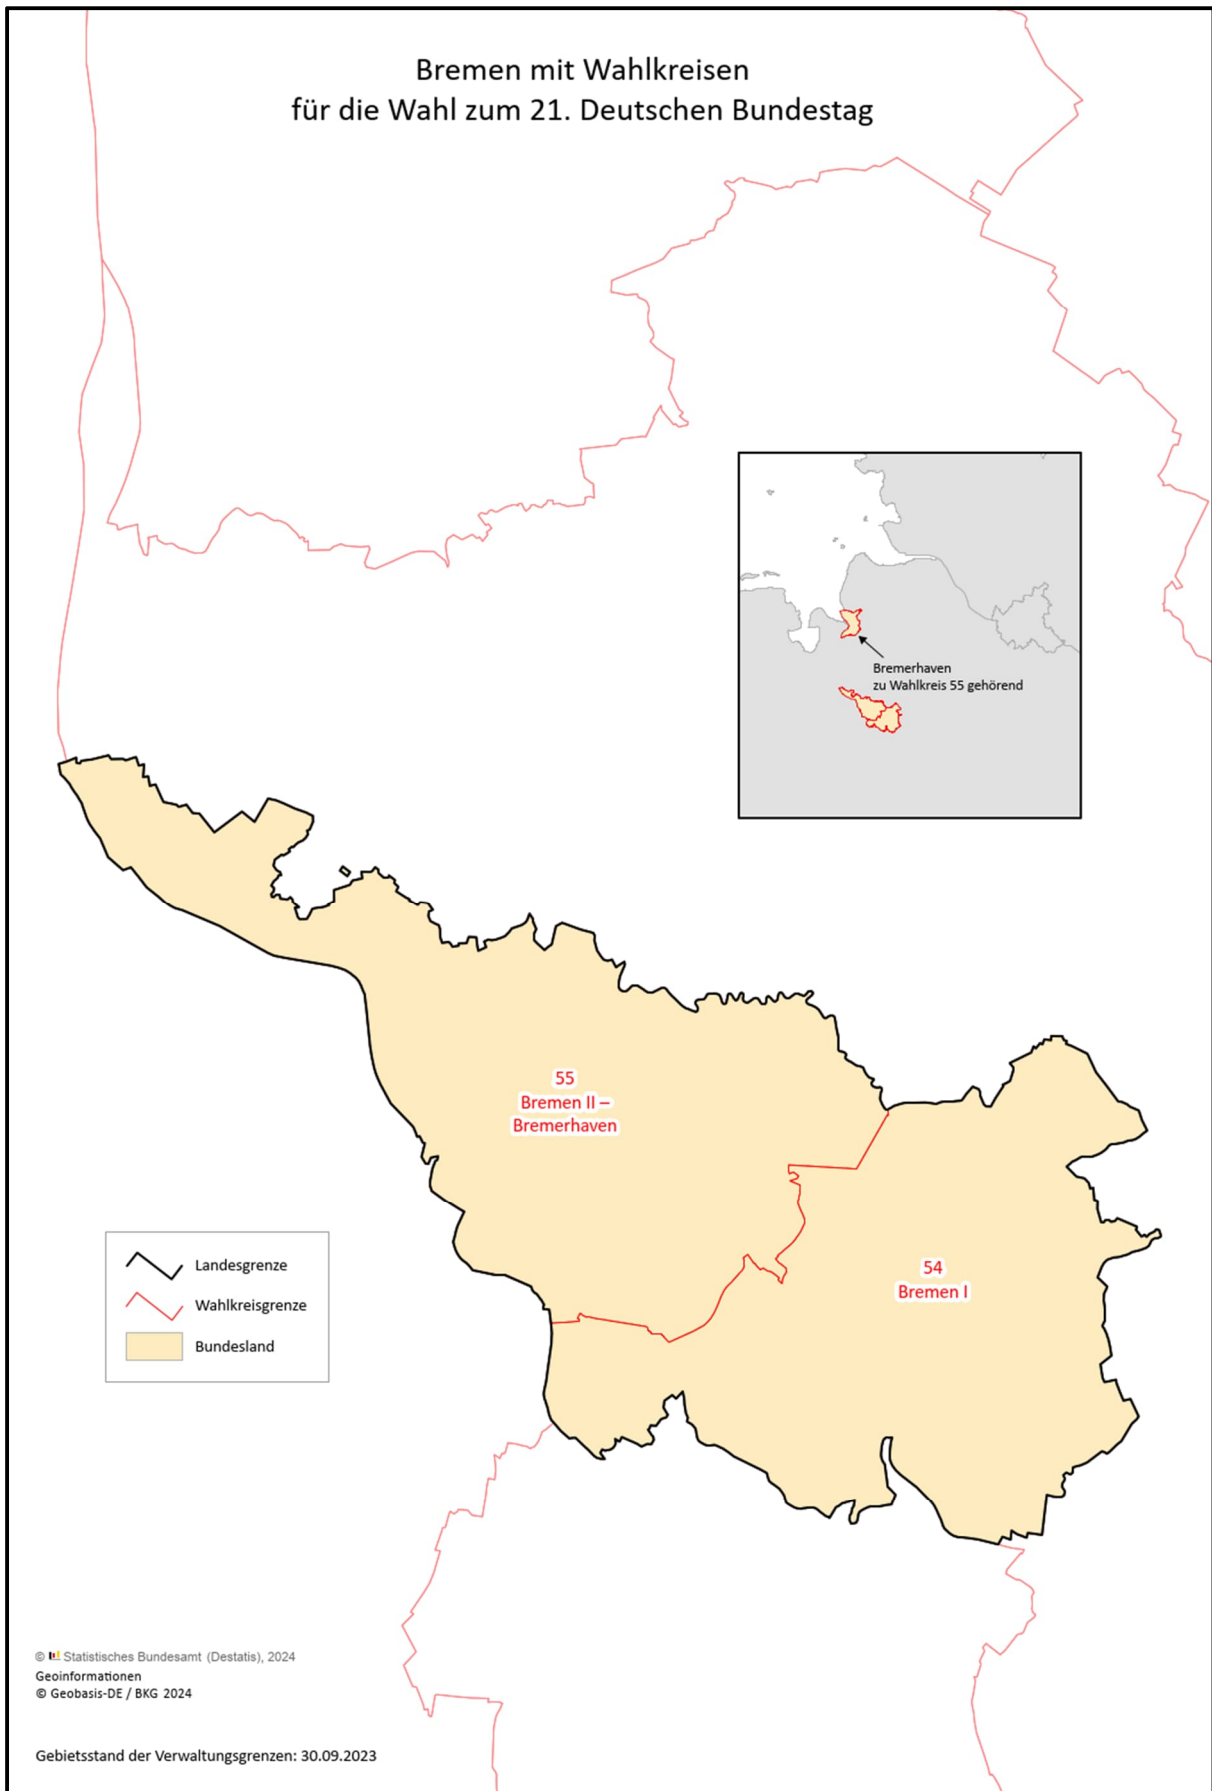 Bremen mit Wahlkreisen
für die Wahl zum 21. Deutschen Bundestag
Bremerhaven
zu Wahlkreis 55 gehörend
55
Bremen II –
Bremerhaven
54
Bremen I
Landesgrenze
Wahlkreisgrenze
Bundesland
© Statistisches Bundesamt (Destatis), 2024
Geoinformationen
© Geobasis-DE / BKG 2024
Gebietsstand der Verwaltungsgrenzen: 30.09.2023